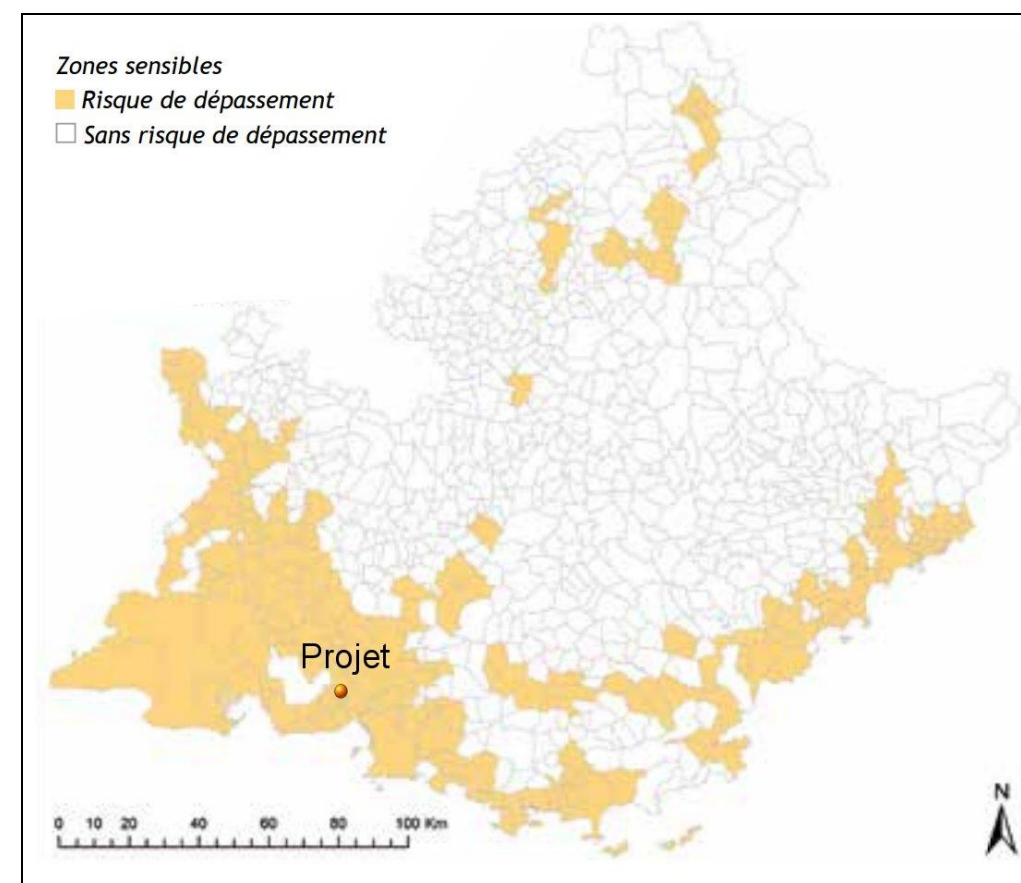 Zones sensibles
Risque de dépassement
Sans risque de dépassement
Projet
N
0 10 20 40 60 80 100 Km